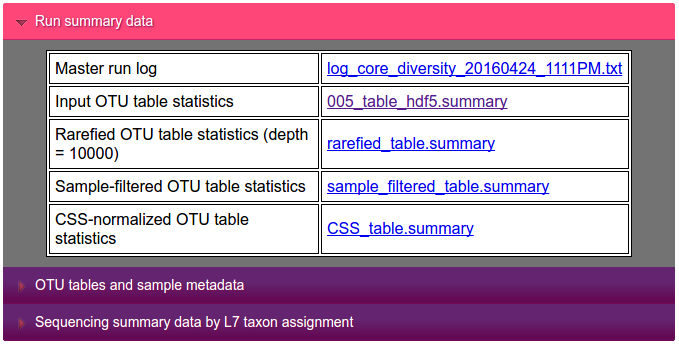 Run summary data
Master run log log_core_diversity_20160424_1111PM.txt
Input OTU table statistics 005_table_hdf5.summary
Rarefied OTU table statistics (depth
= 10000) rarefied_table.summary
Sample-filtered OTU table statistics sample_filtered_table.summary
CSS-normalized OTU table
statistics CSS_table.summary
OTU tables and sample metadata
Sequencing summary data by L7 taxon assignment